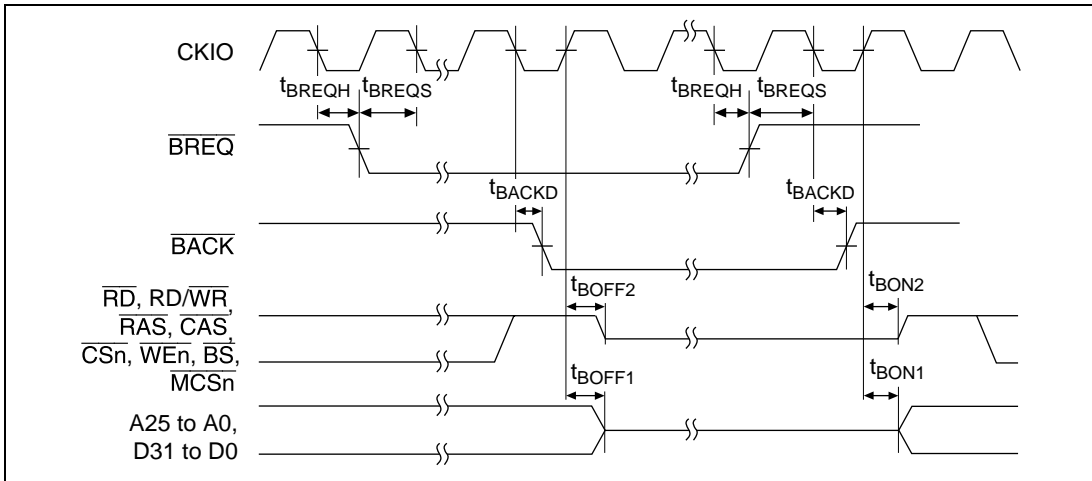 CKIO
tBREQH tBREQS tBREQH tBREQS
BREQ
tBACKD tBACKD
BACK
RD, RD/WR,
RAS, CAS,
CSn, WEn, BS,
MCSn
tBOFF2 tBON2
tBOFF1 tBON1
A25 to A0,
D31 to D0